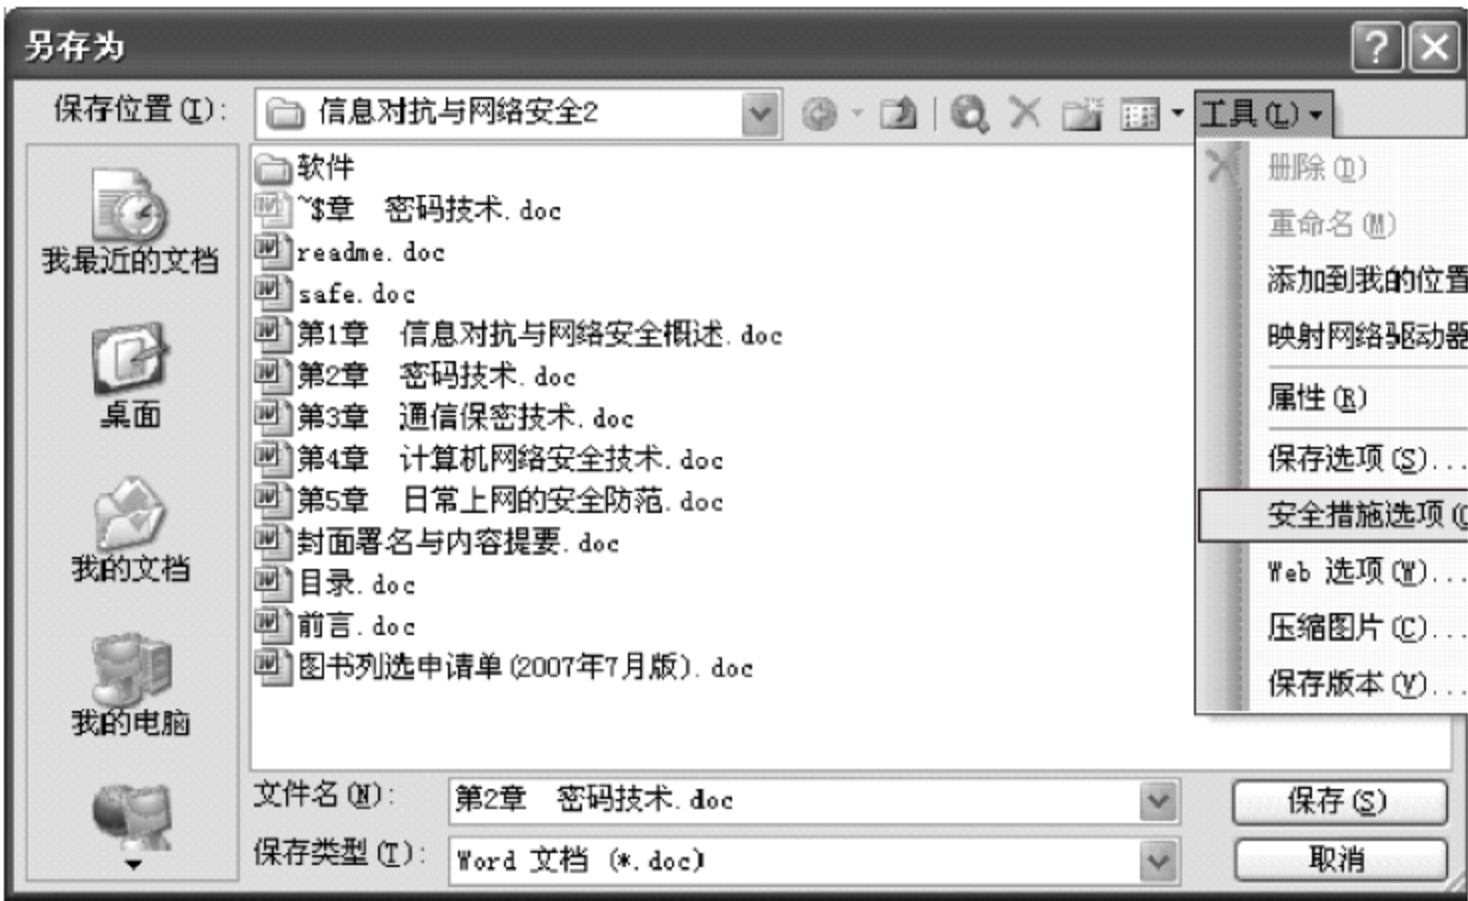 另存为
保存位置(I):
信息对抗与网络安全2
工具(L)
软件
~$章 密码技术.doc
readme.doc
safe.doc
第1章 信息对抗与网络安全概述.doc
第2章 密码技术.doc
第3章 通信保密技术.doc
第4章 计算机网络安全技术.doc
第5章 日常上网的安全防范.doc
封面署名与内容提要.doc
目录.doc
前言.doc
图书列选申请单(2007年7月版).doc
我最近的文档
桌面
我的文档
我的电脑
删除(D)
重命名(M)
添加到我的位置
映射网络驱动器
属性(R)
保存选项(S)...
安全措施选项(
Web 选项(W)...
压缩图片(C)...
保存版本(V)...
文件名(N):
第2章 密码技术.doc
保存(S)
保存类型(T):
Word 文档 (*.doc)
取消